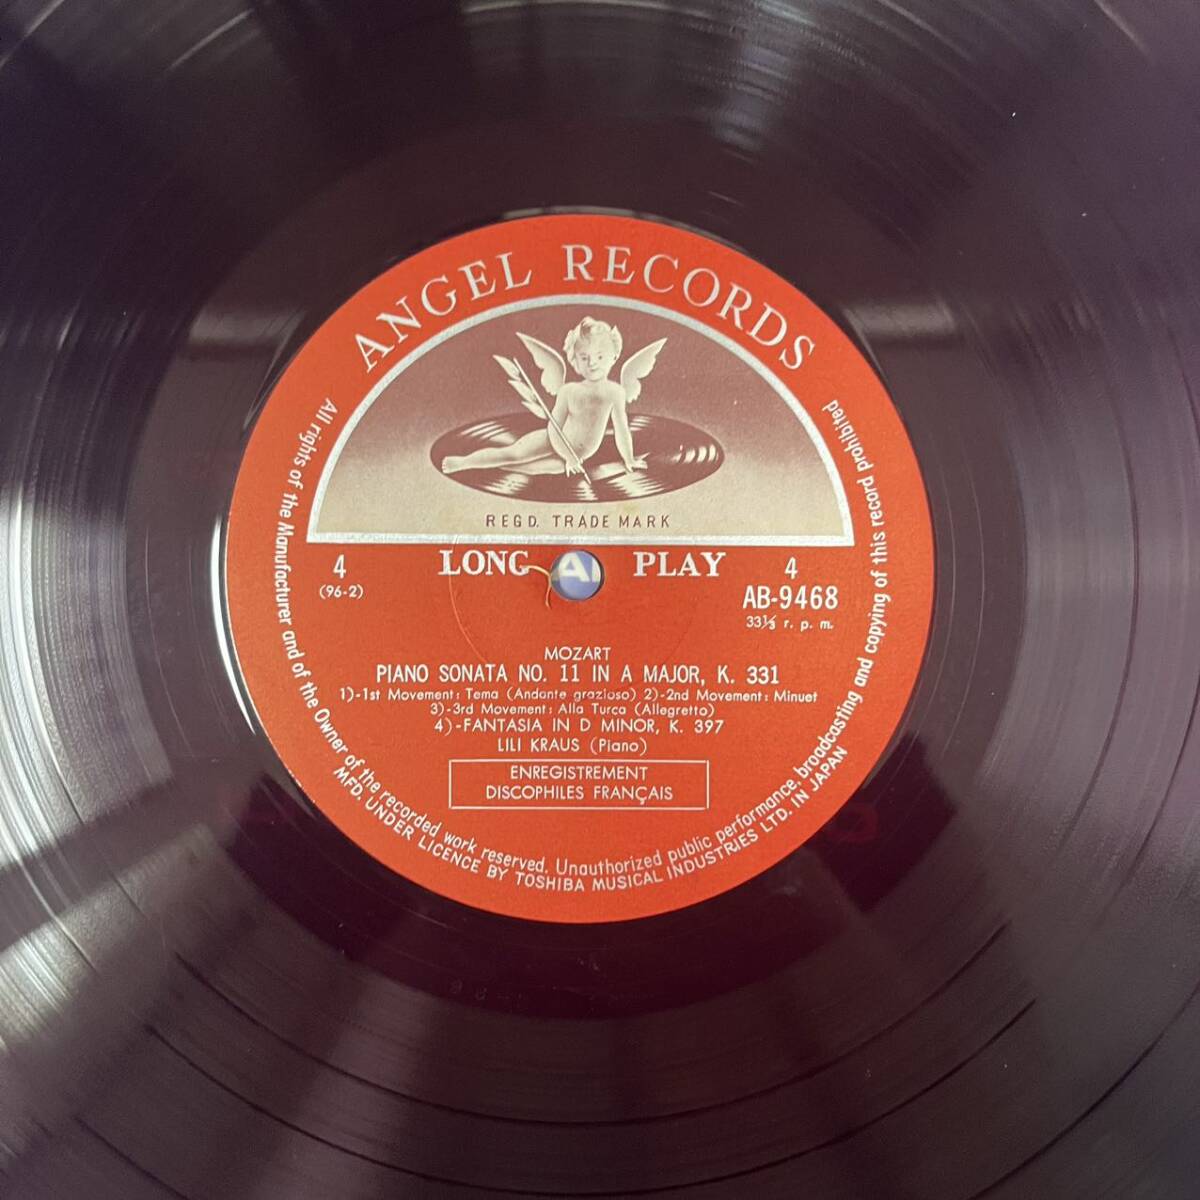 ANGEL RECORDS
REGD. TRADE MARK
LONG PLAY
4
(96-2)
4
AB-9468
33⅓ r. p. m.
MOZART
PIANO SONATA NO. 11 IN A MAJOR, K. 331
1)-1st Movement: Tema (Andante grazioso) 2)-2nd Movement: Minuet
3)-3rd Movement: Alla Turca (Allegretto)
4)-FANTASIA IN D MINOR, K. 397
LILI KRAUS (Piano)
ENREGISTREMENT
DISCOPHILES FRANÇAIS
All rights of the Manufacturer and of the Owner of the recorded work reserved. Unauthorized public performance, broadcasting and copying of this record prohibited
MFD. UNDER LICENCE BY TOSHIBA MUSICAL INDUSTRIES LTD. IN JAPAN